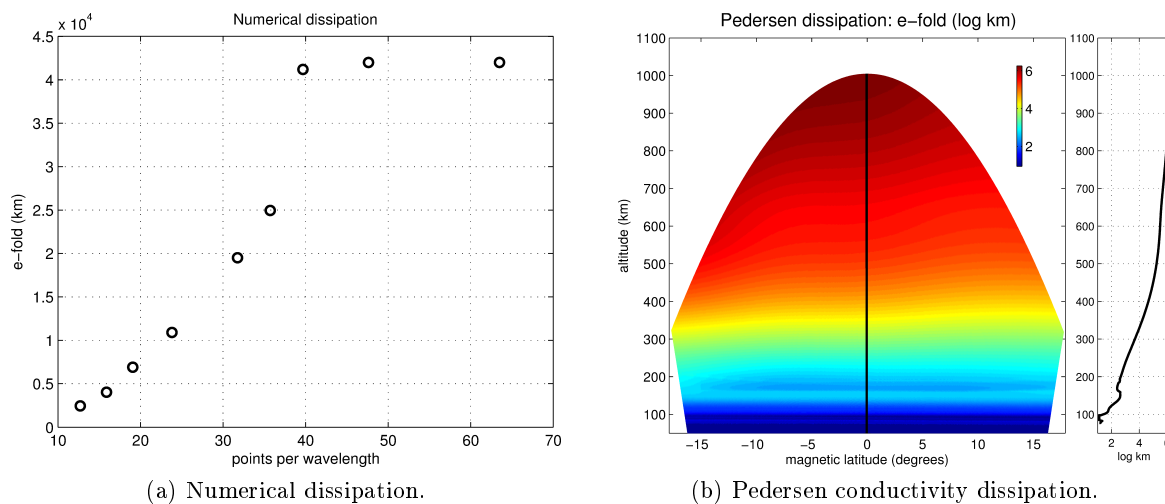 Numerical dissipation
x 10⁴
4.5
4
3.5
3
2.5
2
1.5
1
0.5
0
10 20 30 40 50 60 70
e−fold (km)
points per wavelength
(a) Numerical dissipation.
Pedersen dissipation: e−fold (log km)
1100
1000
900
800
700
600
500
400
300
200
100
altitude (km)
−15 −10 −5 0 5 10 15
magnetic latitude (degrees)
6
4
2
1100
1000
900
800
700
600
500
400
300
200
100
2 4 6
log km
(b) Pedersen conductivity dissipation.